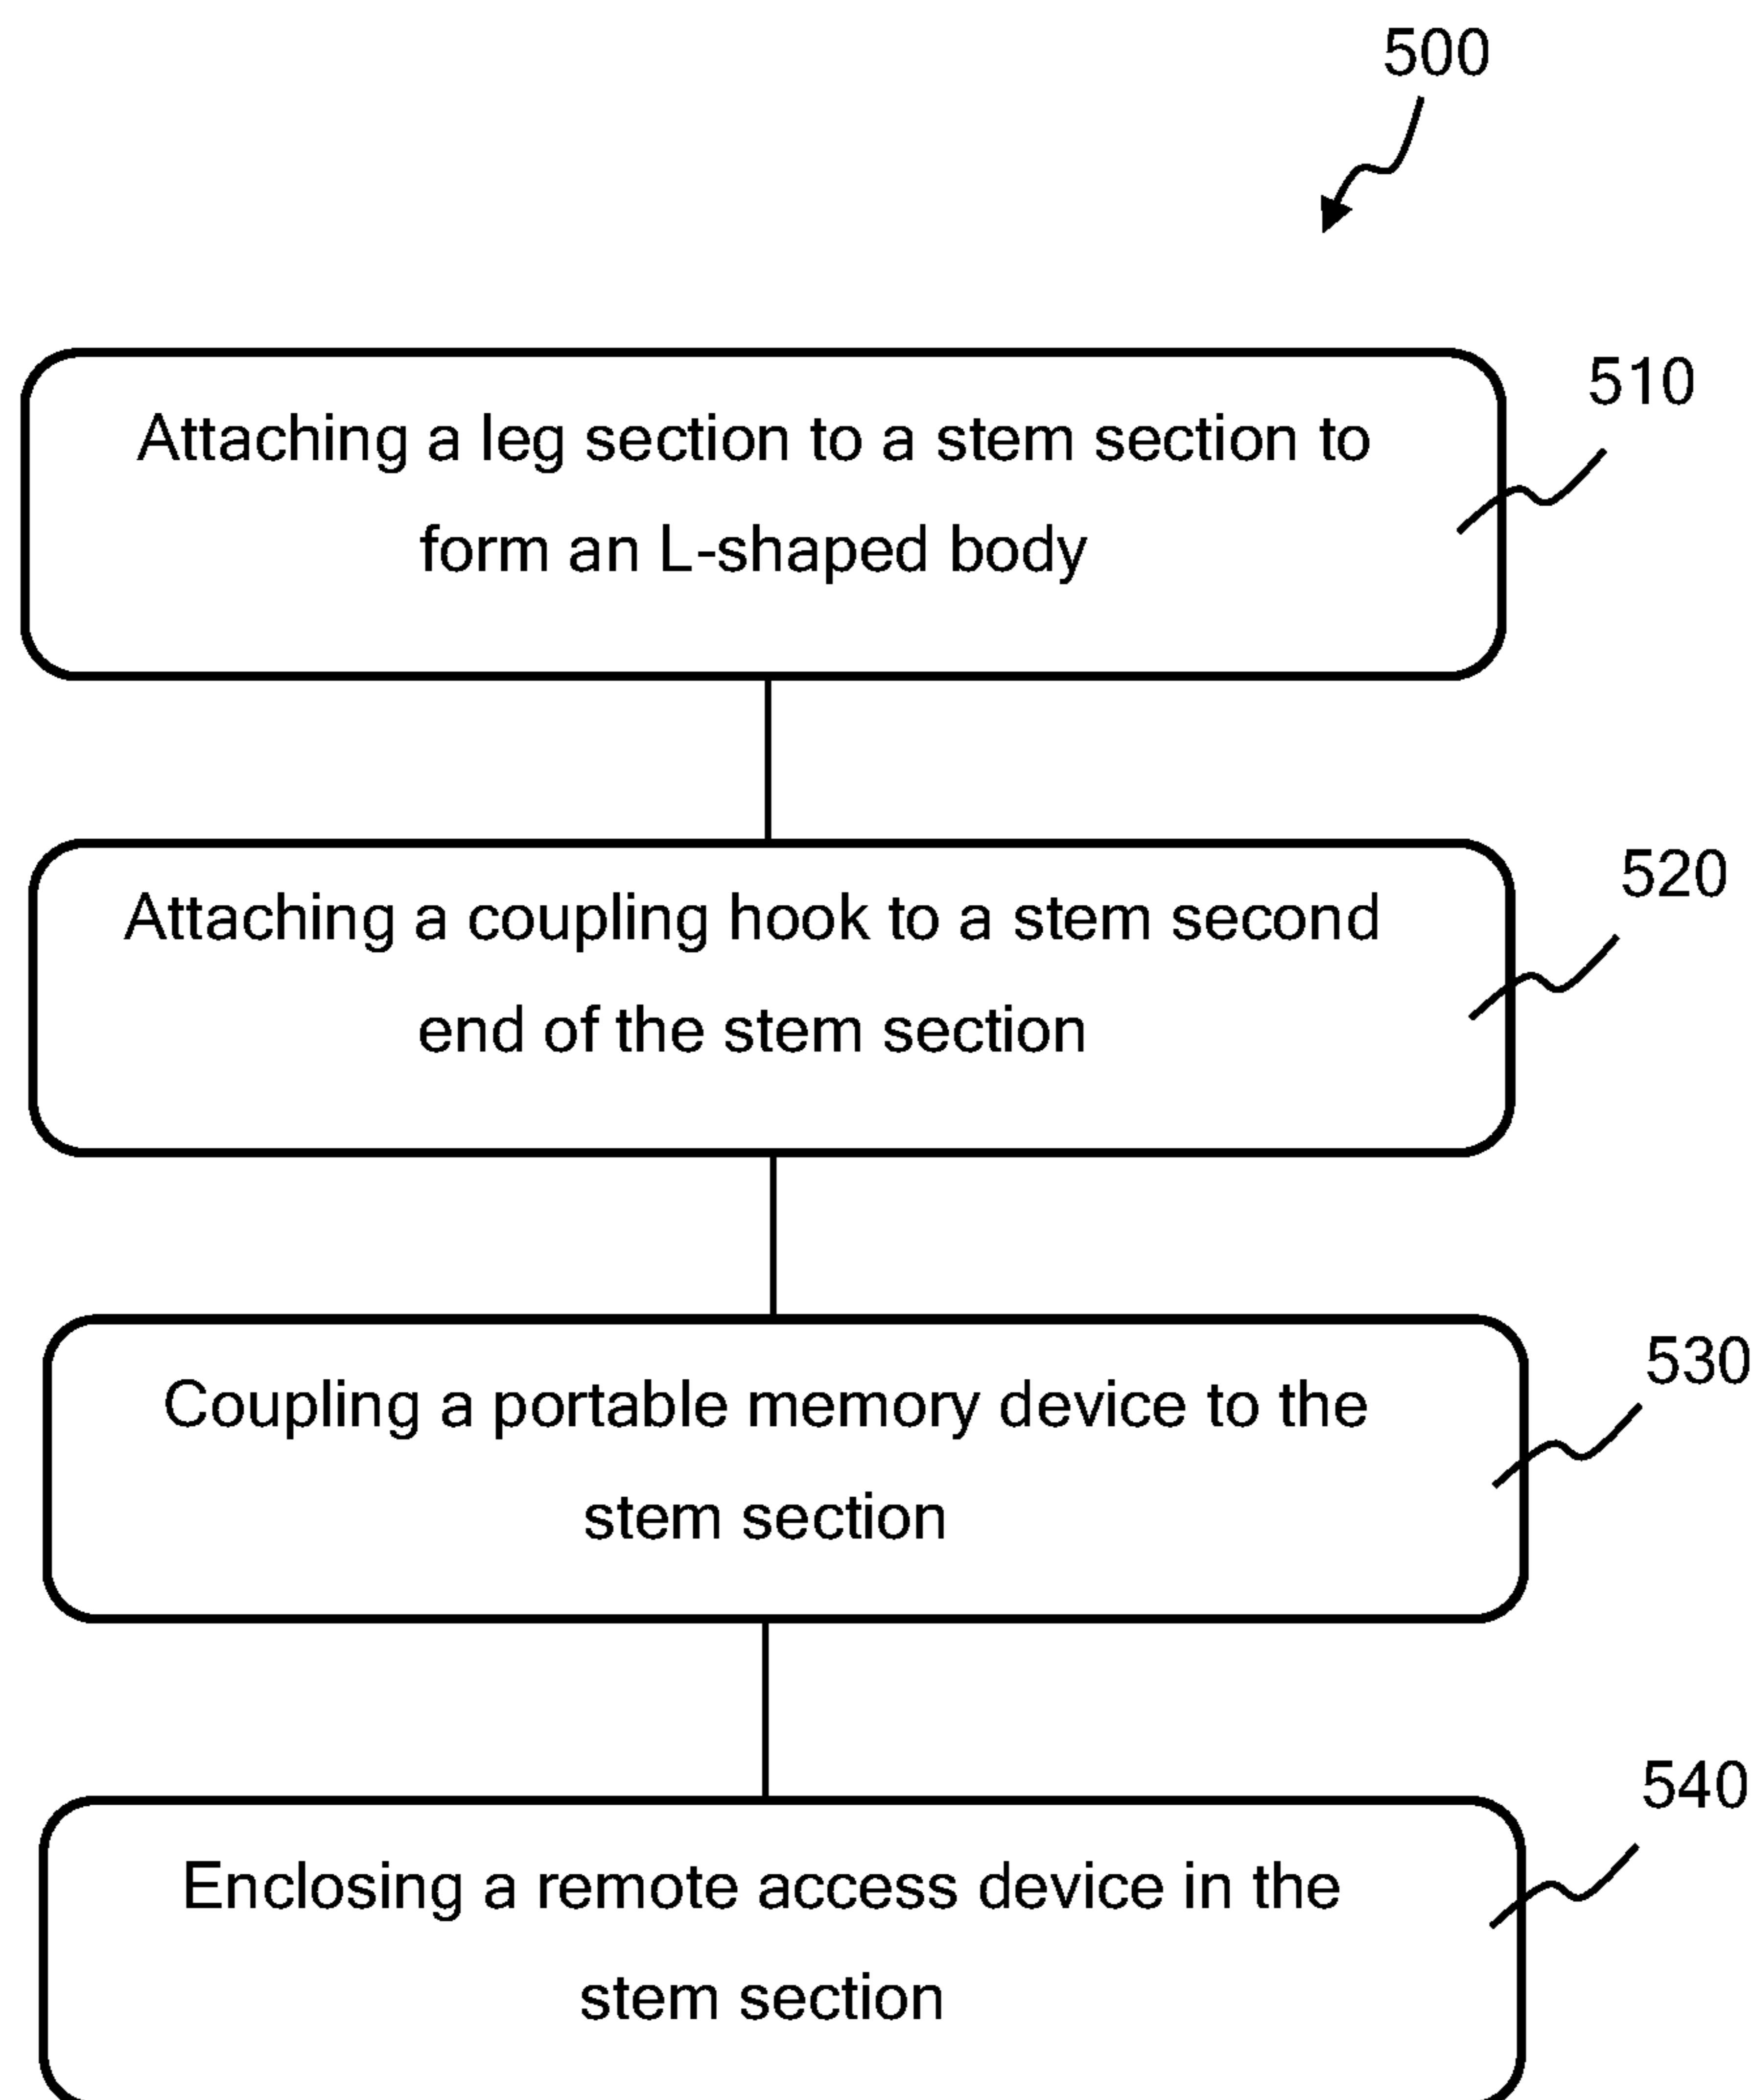 500
510
Attaching a leg section to a stem section to
form an L-shaped body
520
Attaching a coupling hook to a stem second
end of the stem section
530
Coupling a portable memory device to the
stem section
540
Enclosing a remote access device in the
stem section